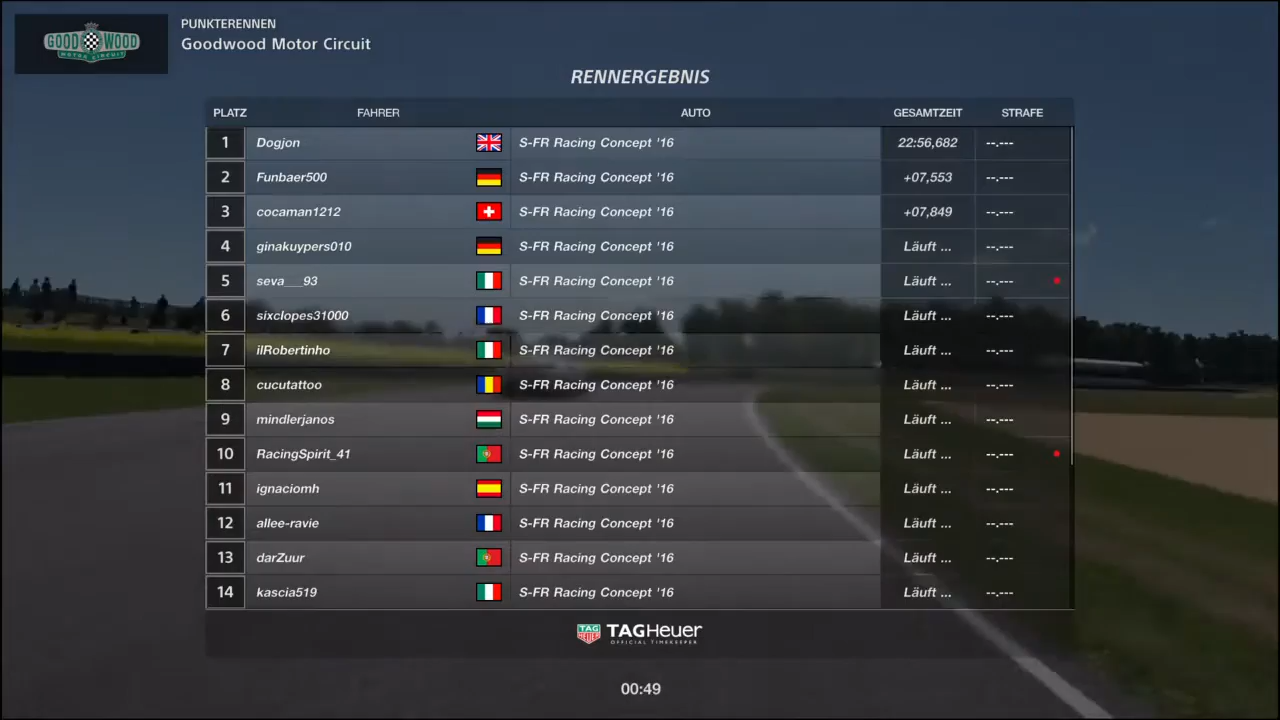 GOOD WOOD
MOTOR CIRCUIT
PUNKTERENNEN
Goodwood Motor Circuit
RENNERGEBNIS
PLATZ FAHRER AUTO GESAMTZEIT STRAFE
1 Dogjon S-FR Racing Concept '16 22:56,682 --.---
2 Funbaer500 S-FR Racing Concept '16 +07,553 --.---
3 cocaman1212 S-FR Racing Concept '16 +07,849 --.---
4 ginakuypers010 S-FR Racing Concept '16 Läuft ... --.---
5 seva___93 S-FR Racing Concept '16 Läuft ... --.---
6 sixclopes31000 S-FR Racing Concept '16 Läuft ... --.---
7 ilRobertinho S-FR Racing Concept '16 Läuft ... --.---
8 cucutattoo S-FR Racing Concept '16 Läuft ... --.---
9 mindlerjanos S-FR Racing Concept '16 Läuft ... --.---
10 RacingSpirit_41 S-FR Racing Concept '16 Läuft ... --.---
11 ignaciomh S-FR Racing Concept '16 Läuft ... --.---
12 allee-ravie S-FR Racing Concept '16 Läuft ... --.---
13 darZuur S-FR Racing Concept '16 Läuft ... --.---
14 kascia519 S-FR Racing Concept '16 Läuft ... --.---
TAG HEUER TAGHeuer
OFFICIAL TIMEKEEPER
00:49